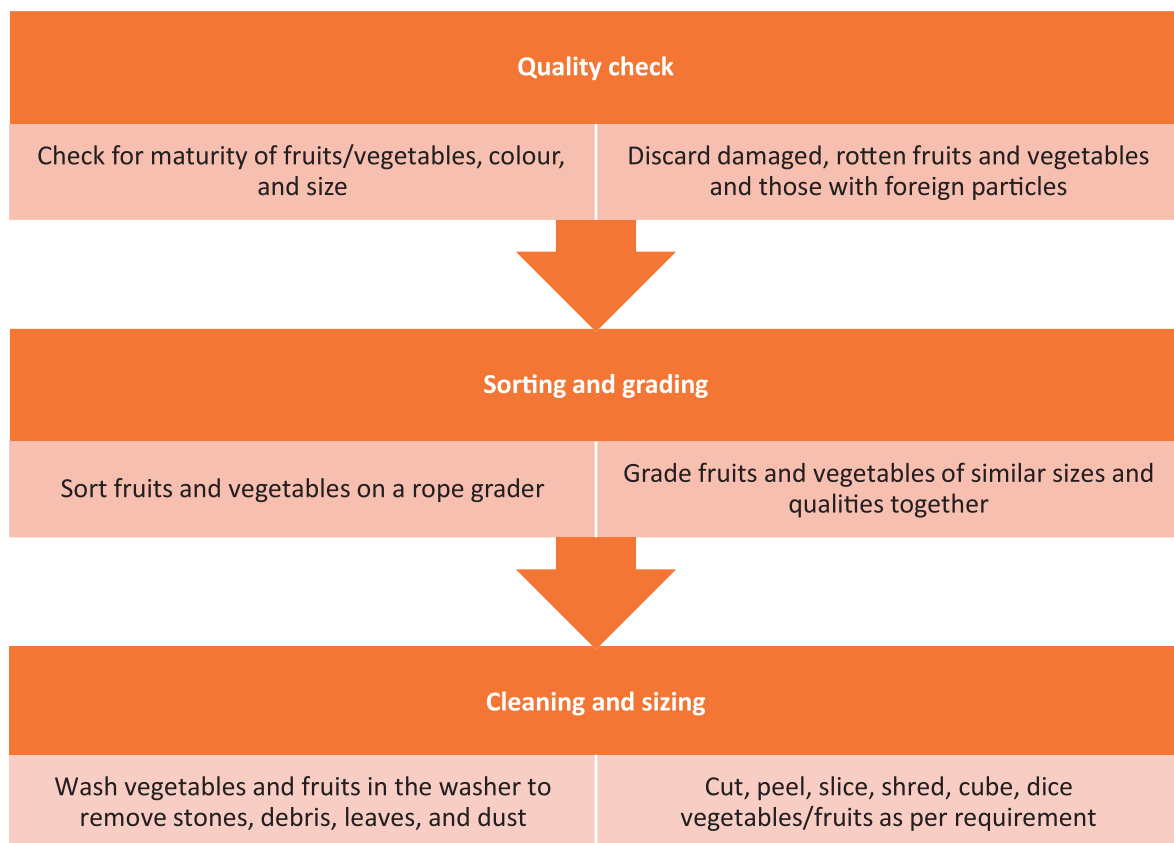 Quality check
Check for maturity of fruits/vegetables, colour,
and size
Discard damaged, rotten fruits and vegetables
and those with foreign particles
Sorting and grading
Sort fruits and vegetables on a rope grader
Grade fruits and vegetables of similar sizes and
qualities together
Cleaning and sizing
Wash vegetables and fruits in the washer to
remove stones, debris, leaves, and dust
Cut, peel, slice, shred, cube, dice
vegetables/fruits as per requirement